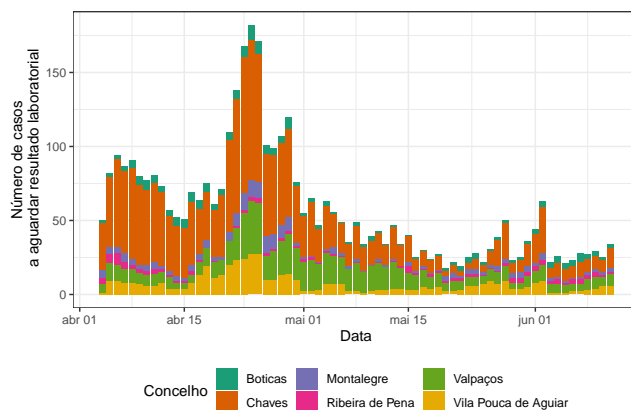 Número de casos
a aguardar resultado laboratorial
150
100
50
0
abr 01 abr 15 mai 01 mai 15 jun 01
Data
Concelho
Boticas Montalegre Valpaços
Chaves Ribeira de Pena Vila Pouca de Aguiar